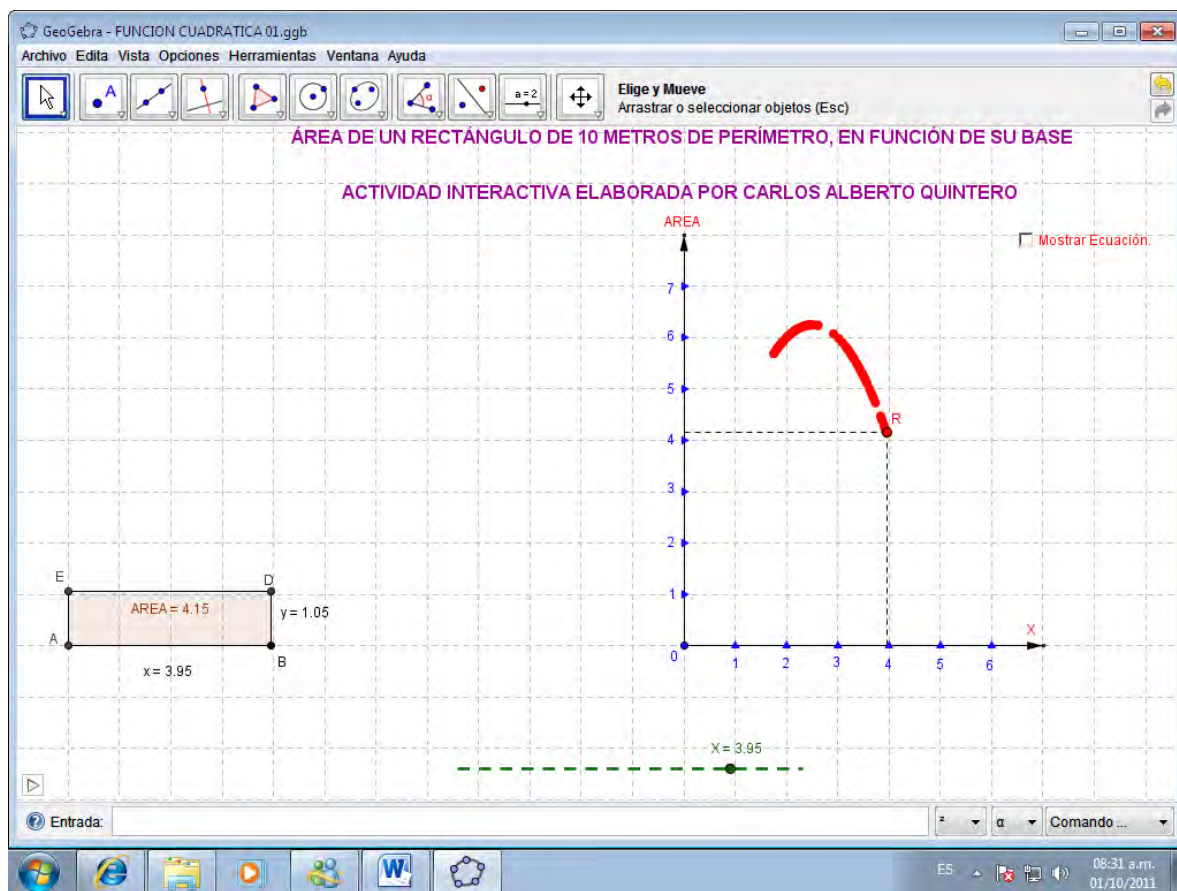 GeoGebra - FUNCION CUADRATICA 01.ggb
Archivo Edita Vista Opciones Herramientas Ventana Ayuda
A
α
a = 2
Elige y Mueve
Arrastrar o seleccionar objetos (Esc)
ÁREA DE UN RECTÁNGULO DE 10 METROS DE PERÍMETRO, EN FUNCIÓN DE SU BASE
ACTIVIDAD INTERACTIVA ELABORADA POR CARLOS ALBERTO QUINTERO
AREA
Mostrar Ecuación.
7
6
5
R
4
3
2
1
E D
AREA = 4.15
y = 1.05
A
B
x = 3.95
X
0 1 2 3 4 5 6
X = 3.95
Entrada:
² α Comando ...
W
ES
08:31 a.m.
01/10/2011